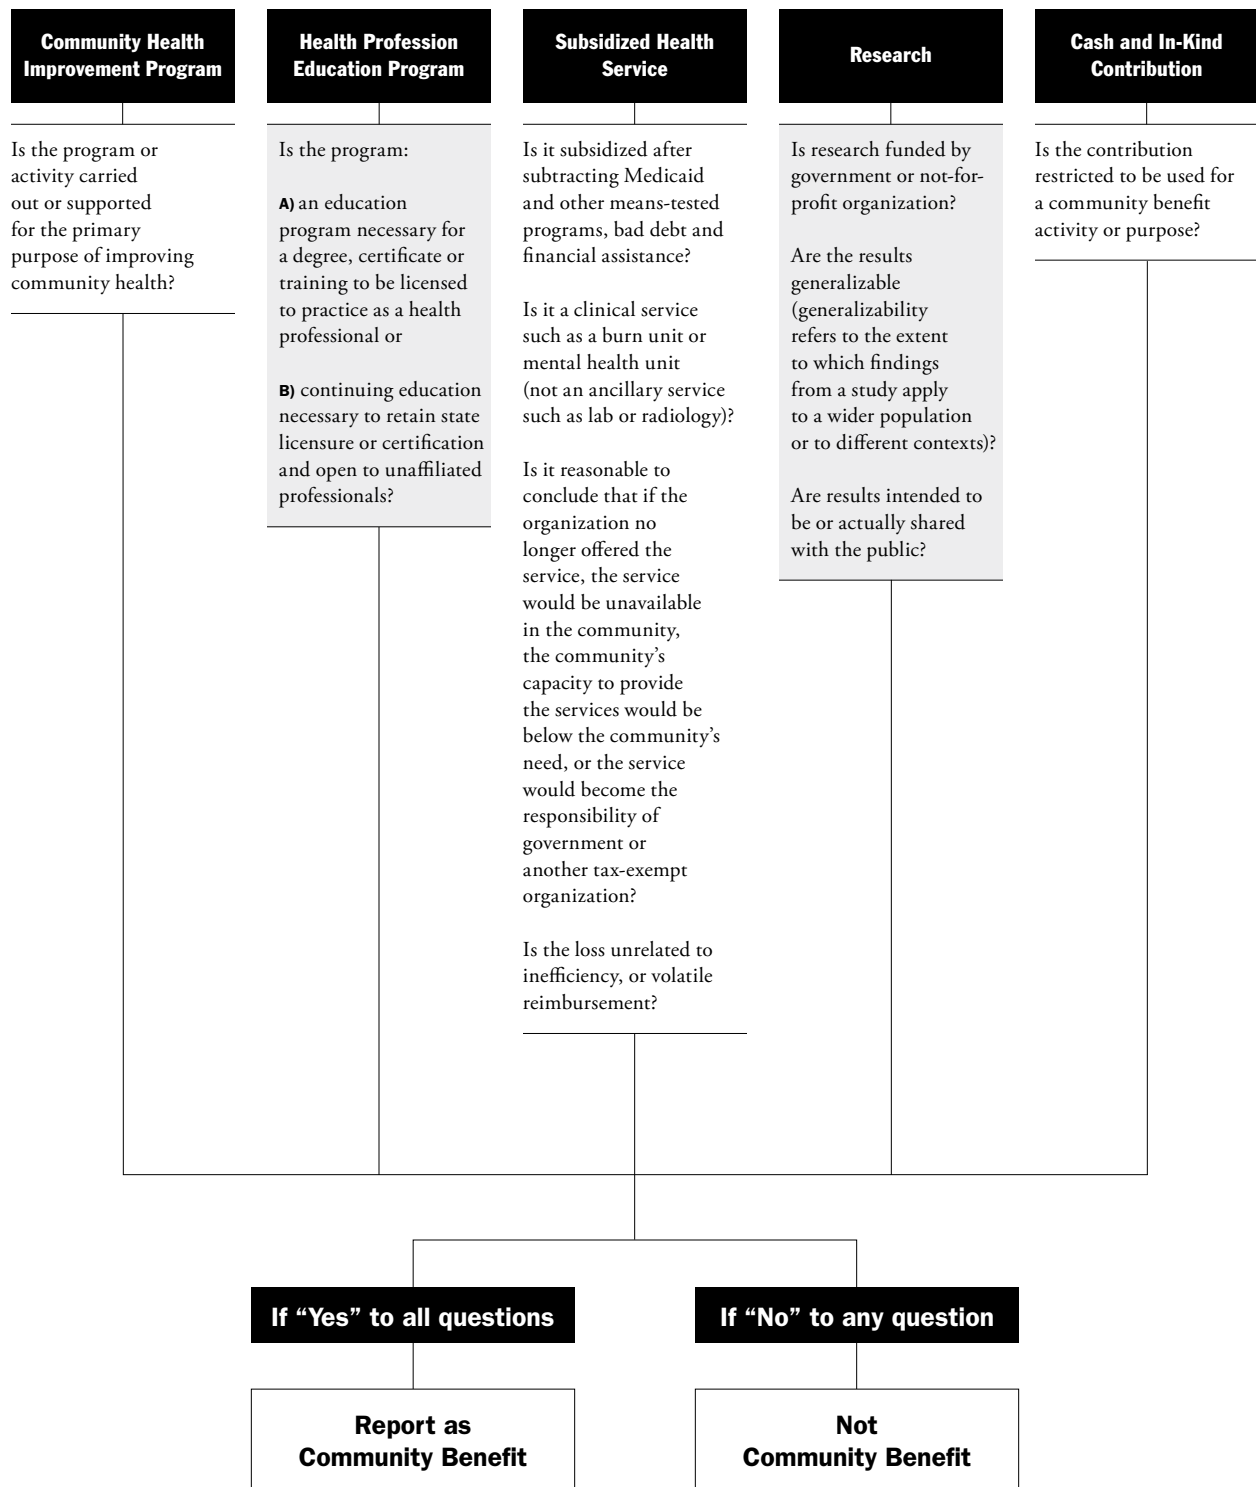 Community Health
Improvement Program
Is the program or
activity carried
out or supported
for the primary
purpose of improving
community health?
Health Profession
Education Program
Is the program:
A) an education
program necessary for
a degree, certificate or
training to be licensed
to practice as a health
professional or
B) continuing education
necessary to retain state
licensure or certification
and open to unaffiliated
professionals?
Subsidized Health
Service
Is it subsidized after
subtracting Medicaid
and other means-tested
programs, bad debt and
financial assistance?
Is it a clinical service
such as a burn unit or
mental health unit
(not an ancillary service
such as lab or radiology)?
Is it reasonable to
conclude that if the
organization no
longer offered the
service, the service
would be unavailable
in the community,
the community’s
capacity to provide
the services would be
below the community’s
need, or the service
would become the
responsibility of
government or
another tax-exempt
organization?
Is the loss unrelated to
inefficiency, or volatile
reimbursement?
Research
Is research funded by
government or not-for-
profit organization?
Are the results
generalizable
(generalizability
refers to the extent
to which findings
from a study apply
to a wider population
or to different contexts)?
Are results intended to
be or actually shared
with the public?
Cash and In-Kind
Contribution
Is the contribution
restricted to be used for
a community benefit
activity or purpose?
If “Yes” to all questions
Report as
Community Benefit
If “No” to any question
Not
Community Benefit